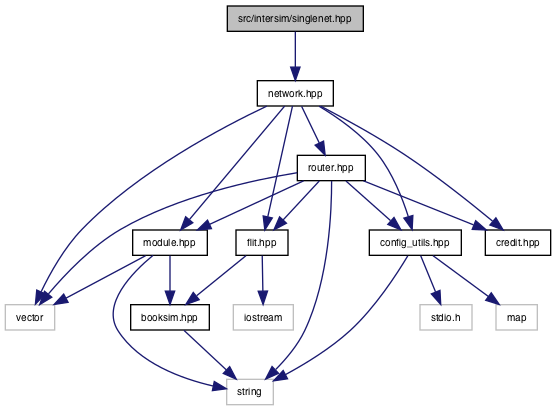 src/intersim/singlenet.hpp
network.hpp
router.hpp
module.hpp
flit.hpp
config_utils.hpp
credit.hpp
vector
booksim.hpp
iostream
stdio.h
map
string